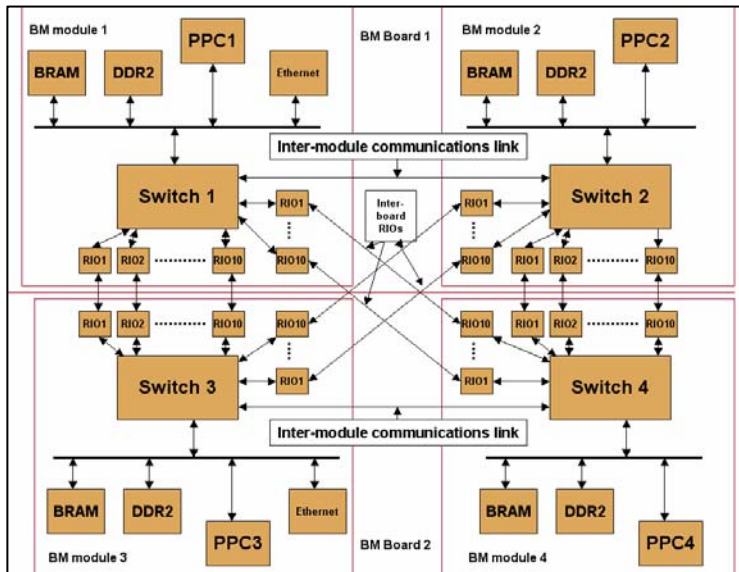 BM module 1
BM Board 1
BM module 2
PPC1
PPC2
BRAM
DDR2
Ethernet
BRAM
DDR2
Inter-module communications link
Switch 1
Switch 2
RIO1
Inter-
board
RIOs
RIO1
RIO10
RIO10
RIO1
RIO2
RIO10
RIO1
RIO2
RIO10
RIO1
RIO2
RIO10
RIO10
RIO10
RIO1
RIO2
RIO10
Switch 3
RIO1
RIO1
Switch 4
Inter-module communications link
BRAM
DDR2
Ethernet
BRAM
DDR2
PPC3
PPC4
BM module 3
BM Board 2
BM module 4